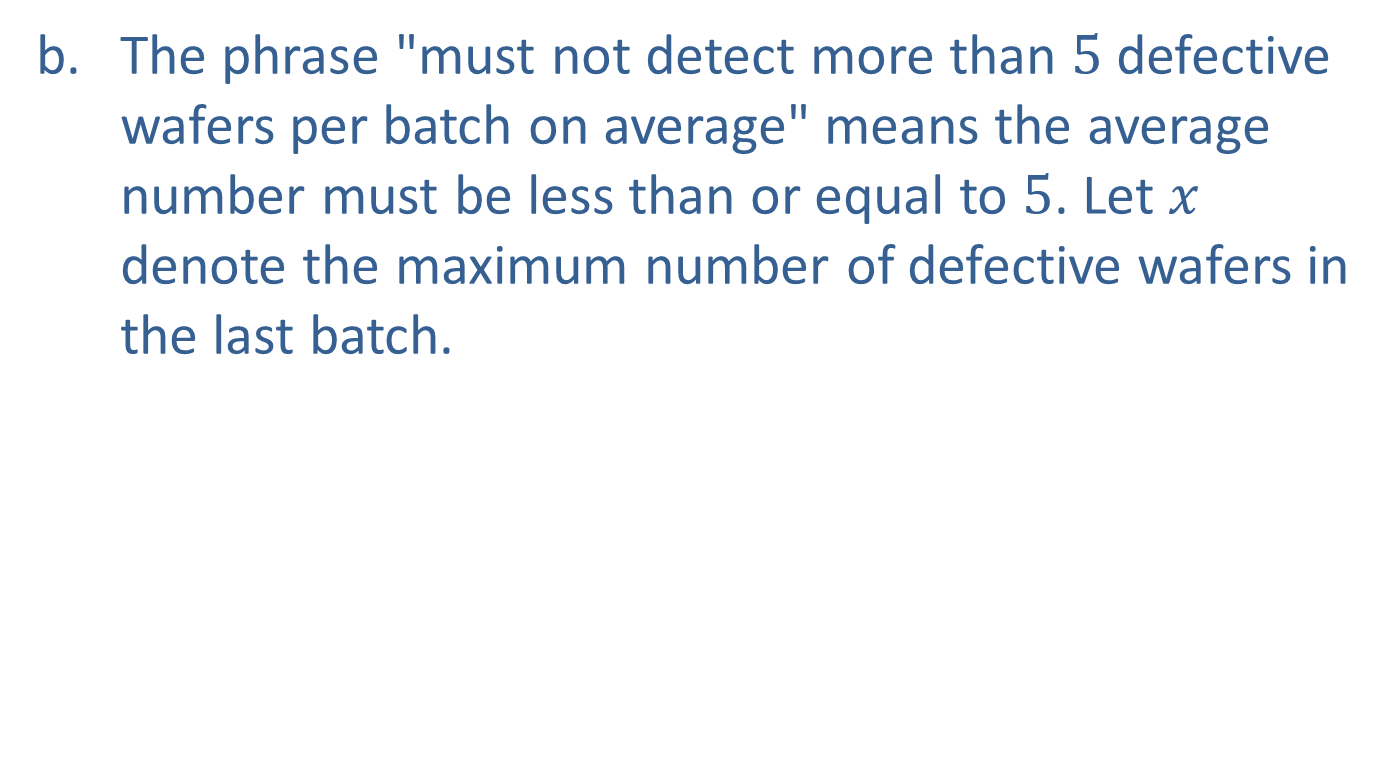 b. The phrase "must not detect more than 5 defective
wafers per batch on average" means the average
number must be less than or equal to 5. Let x
denote the maximum number of defective wafers in
the last batch.